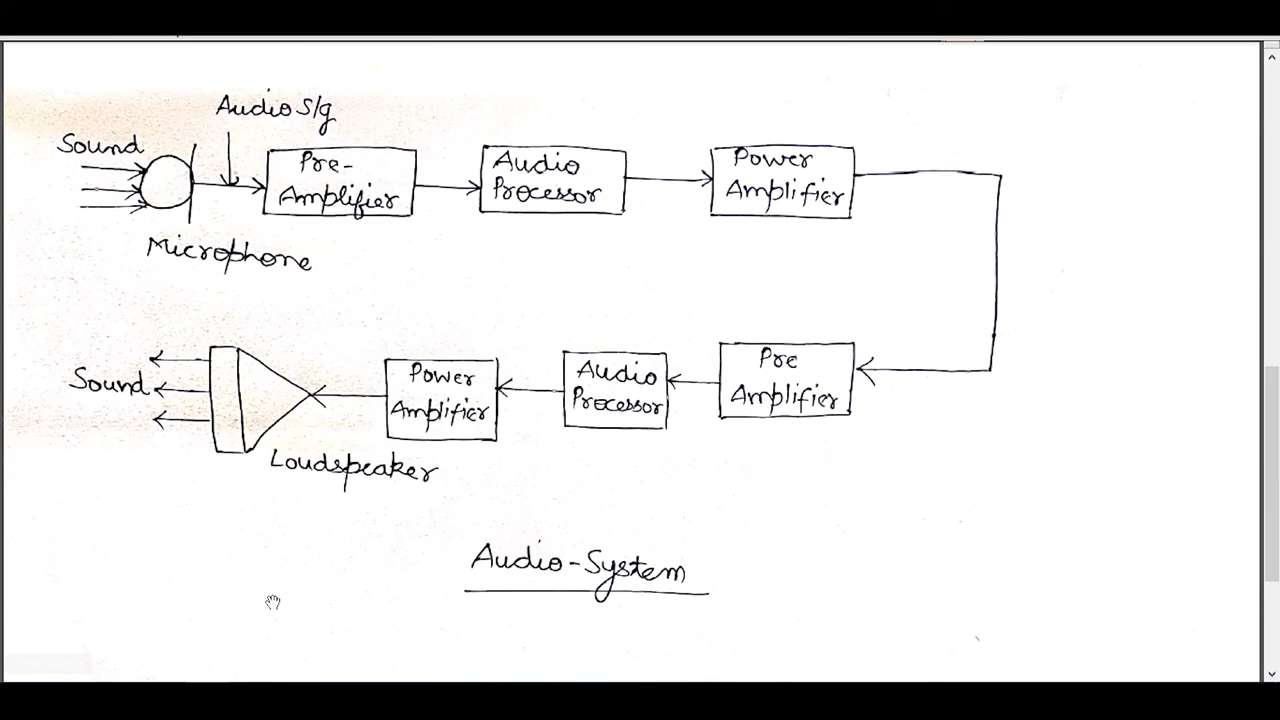 Audio S/g
Sound
Pre-
Amplifier
Audio
Processor
Power
Amplifier
Microphone
Sound
Power
Amplifier
Audio
Processor
Pre
Amplifier
Loudspeaker
Audio-System